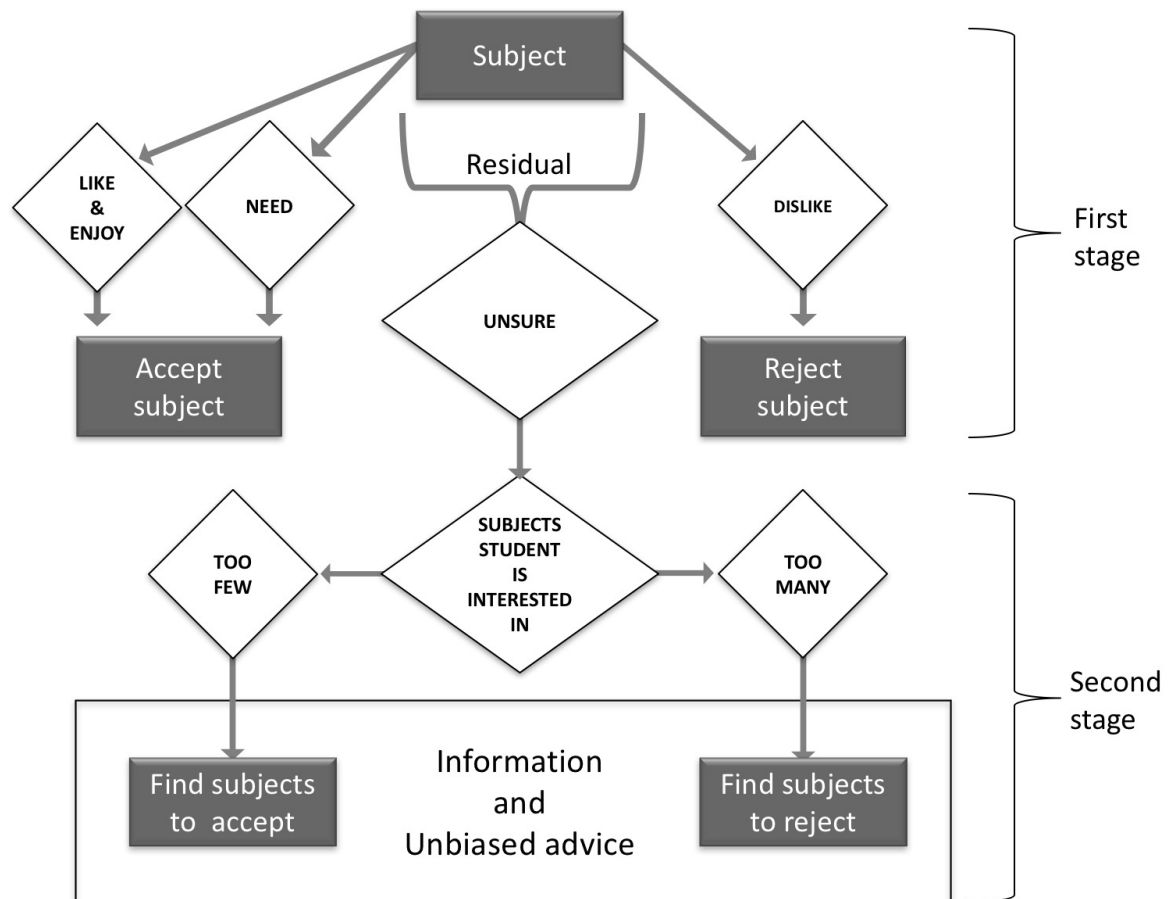 Subject
Residual
LIKE
&
ENJOY
NEED
UNSURE
DISLIKE
First
stage
Accept
subject
Reject
subject
TOO
FEW
SUBJECTS
STUDENT
IS
INTERESTED
IN
TOO
MANY
Second
stage
Find subjects
to accept
Information
and
Unbiased advice
Find subjects
to reject